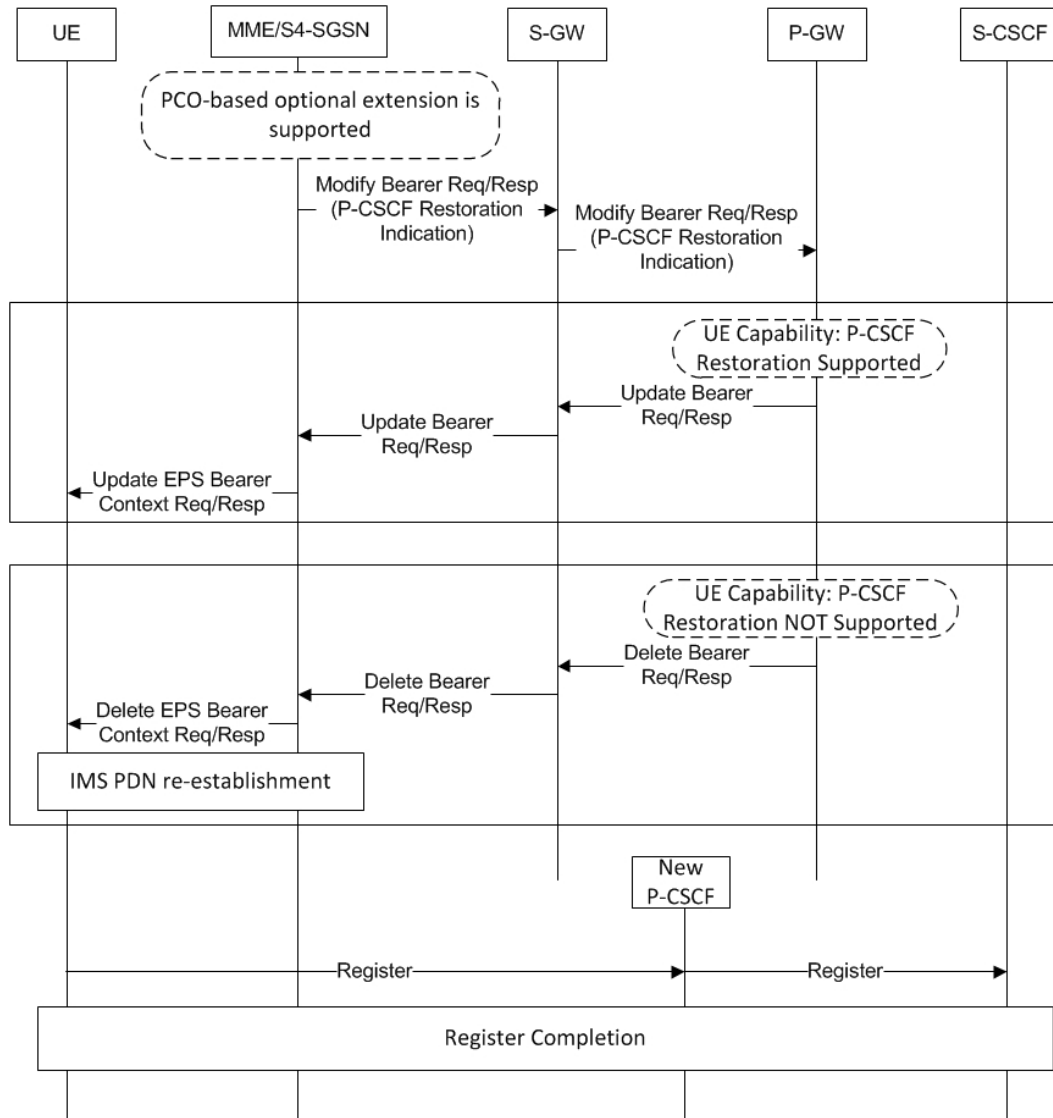 UE
MME/S4-SGSN
S-GW
P-GW
S-CSCF
PCO-based optional extension is
supported
Modify Bearer Req/Resp
(P-CSCF Restoration
Indication)
Modify Bearer Req/Resp
(P-CSCF Restoration
Indication)
UE Capability: P-CSCF
Restoration Supported
Update Bearer
Req/Resp
Update Bearer
Req/Resp
Update EPS Bearer
Context Req/Resp
UE Capability: P-CSCF
Restoration NOT Supported
Delete Bearer
Req/Resp
Delete Bearer
Req/Resp
Delete EPS Bearer
Context Req/Resp
IMS PDN re-establishment
New
P-CSCF
Register
Register
Register Completion